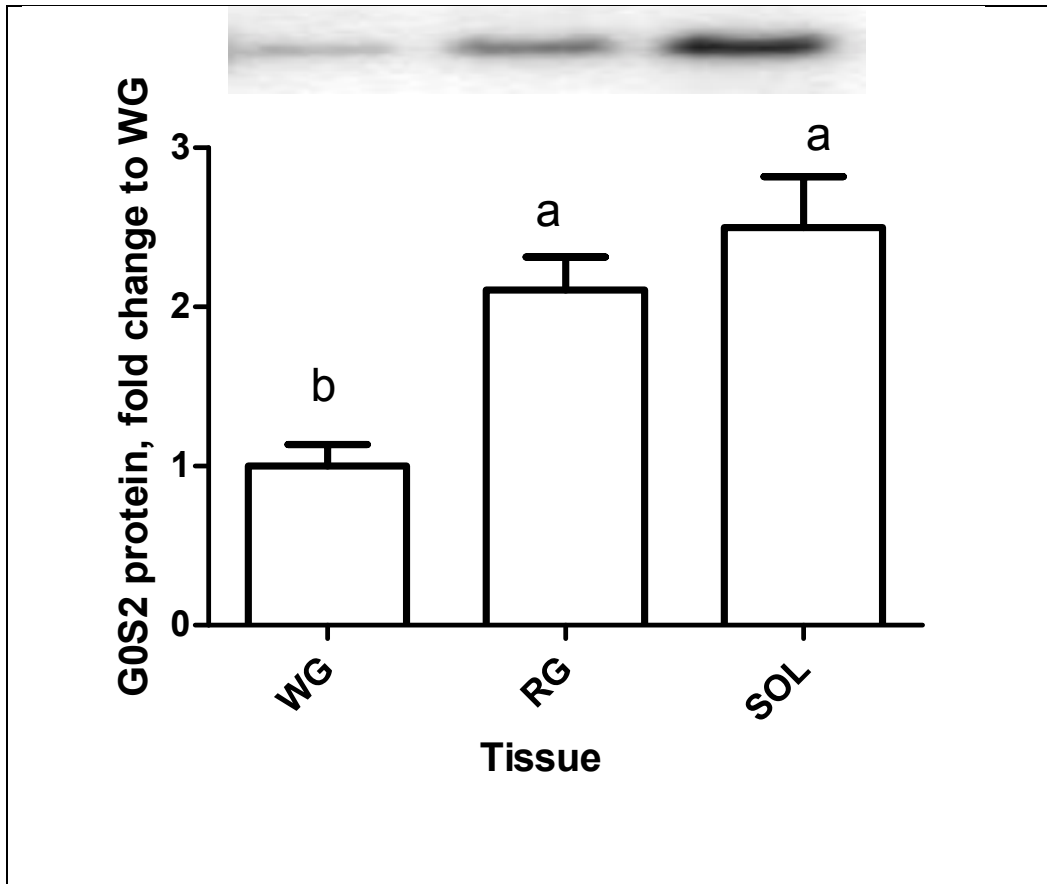 G0S2 protein, fold change to WG
3
2
1
0
b
a
a
WG
RG
SOL
Tissue